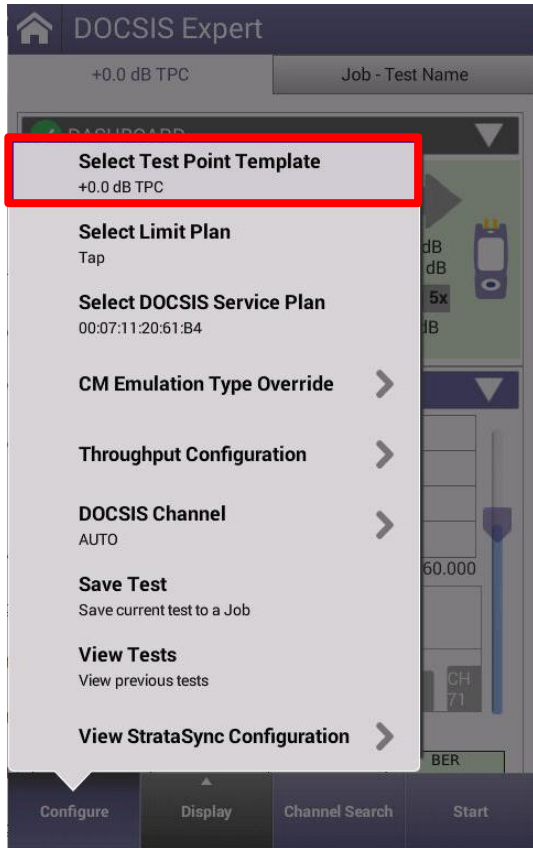 DOCSIS Expert
+0.0 dB TPC
Job - Test Name
DASHBOARD
Select Test Point Template
+0.0 dB TPC
Select Limit Plan
Tap
dB
dB
Select DOCSIS Service Plan
00:07:11:20:61:B4
5x
dB
CM Emulation Type Override
Throughput Configuration
DOCSIS Channel
AUTO
60.000
Save Test
Save current test to a Job
View Tests
View previous tests
CH
71
View StrataSync Configuration
BER
Configure
Display
Channel Search
Start